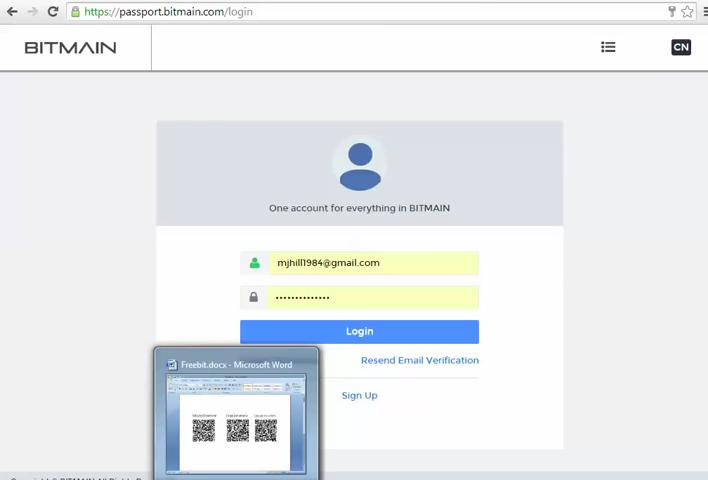 https://passport.bitmain.com/login
BITMAIN
CN
One account for everything in BITMAIN
mjhill1984@gmail.com
••••••••••••••
Login
Resend Email Verification
Sign Up
Freebit.docx - Microsoft Word